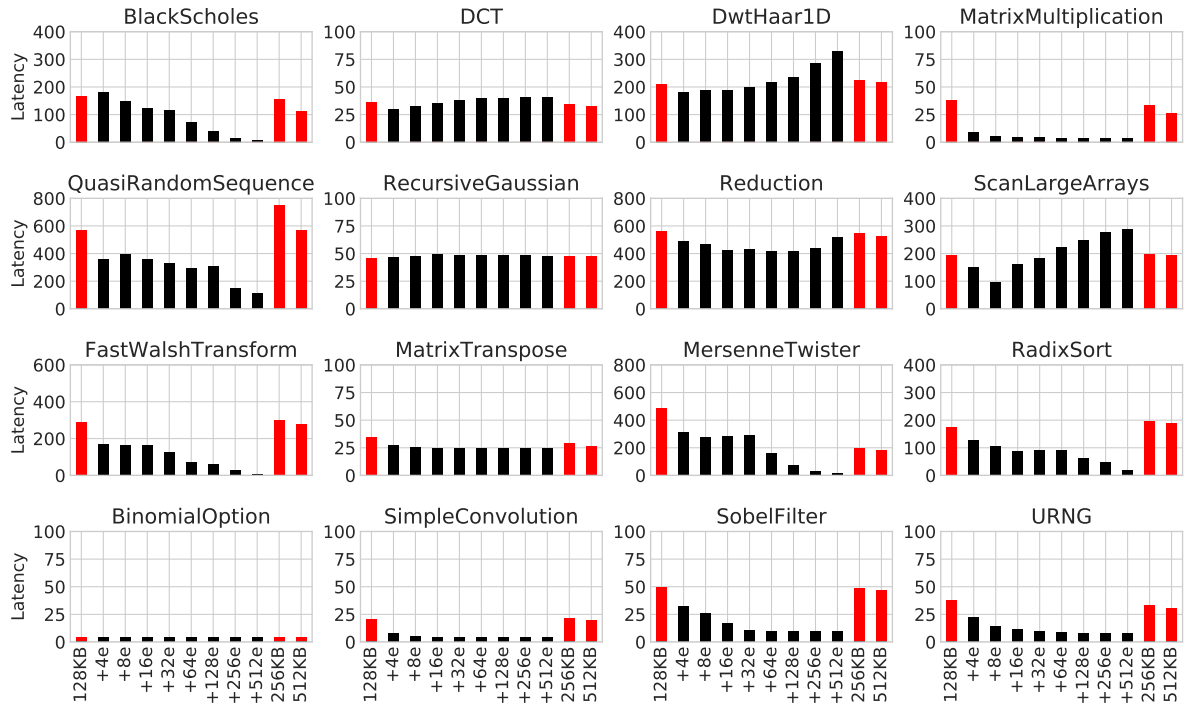 BlackScholes DCT DwtHaar1D MatrixMultiplication
Latency
400 300 200 100 0
100 75 50 25 0
400 300 200 100 0
100 75 50 25 0
QuasiRandomSequence RecursiveGaussian Reduction ScanLargeArrays
Latency
800 600 400 200 0
100 75 50 25 0
800 600 400 200 0
400 300 200 100 0
FastWalshTransform MatrixTranspose MersenneTwister RadixSort
Latency
600 400 200 0
100 75 50 25 0
800 600 400 200 0
400 300 200 100 0
BinomialOption SimpleConvolution SobelFilter URNG
Latency
100 75 50 25 0
100 75 50 25 0
100 75 50 25 0
100 75 50 25 0
128KB +4e +8e +16e +32e +64e +128e +256e +512e 256KB 512KB
128KB +4e +8e +16e +32e +64e +128e +256e +512e 256KB 512KB
128KB +4e +8e +16e +32e +64e +128e +256e +512e 256KB 512KB
128KB +4e +8e +16e +32e +64e +128e +256e +512e 256KB 512KB